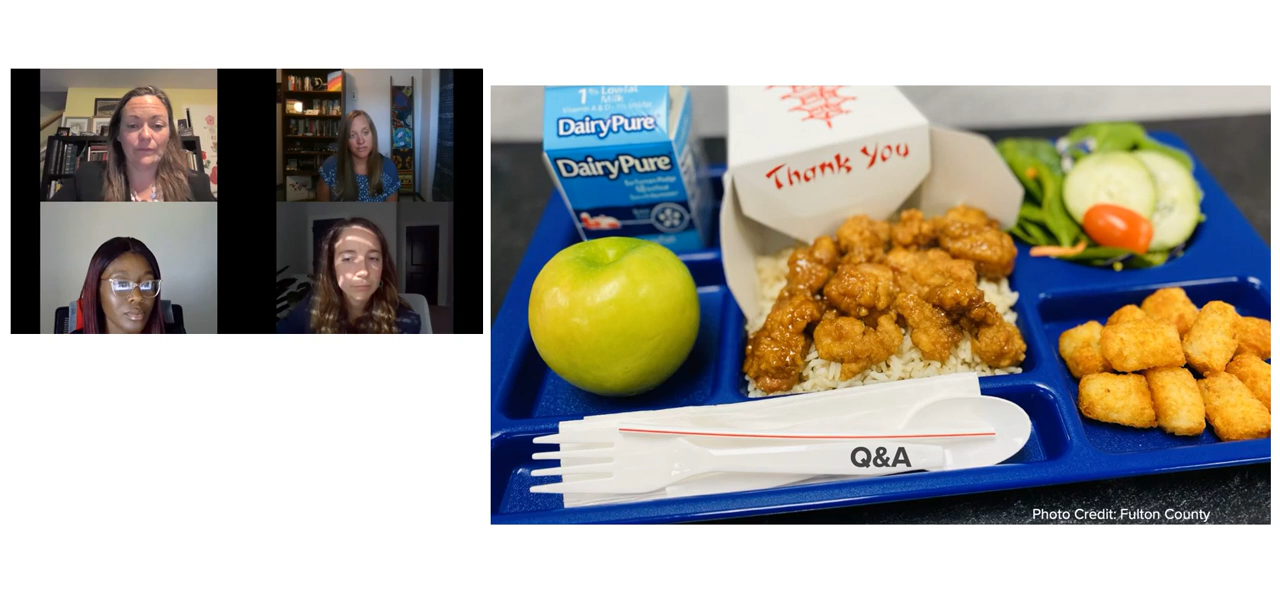 1% Lowfat
Milk
DairyPure
DairyPure
Thank You
Q&A
Photo Credit: Fulton County